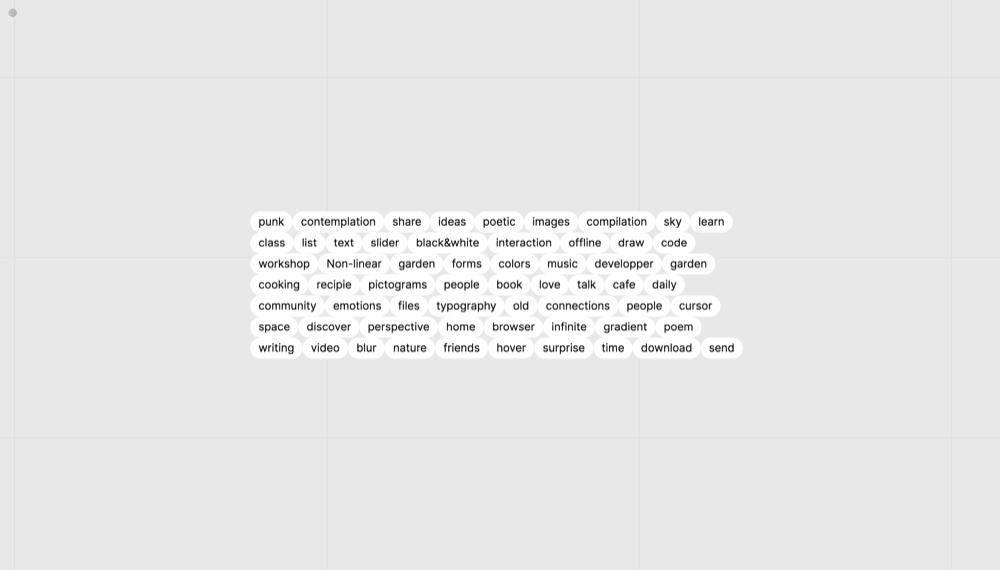 punk contemplation share ideas poetic images compilation sky learn
class list text slider black&white interaction offline draw code
workshop Non-linear garden forms colors music developper garden
cooking recipie pictograms people book love talk cafe daily
community emotions files typography old connections people cursor
space discover perspective home browser infinite gradient poem
writing video blur nature friends hover surprise time download send